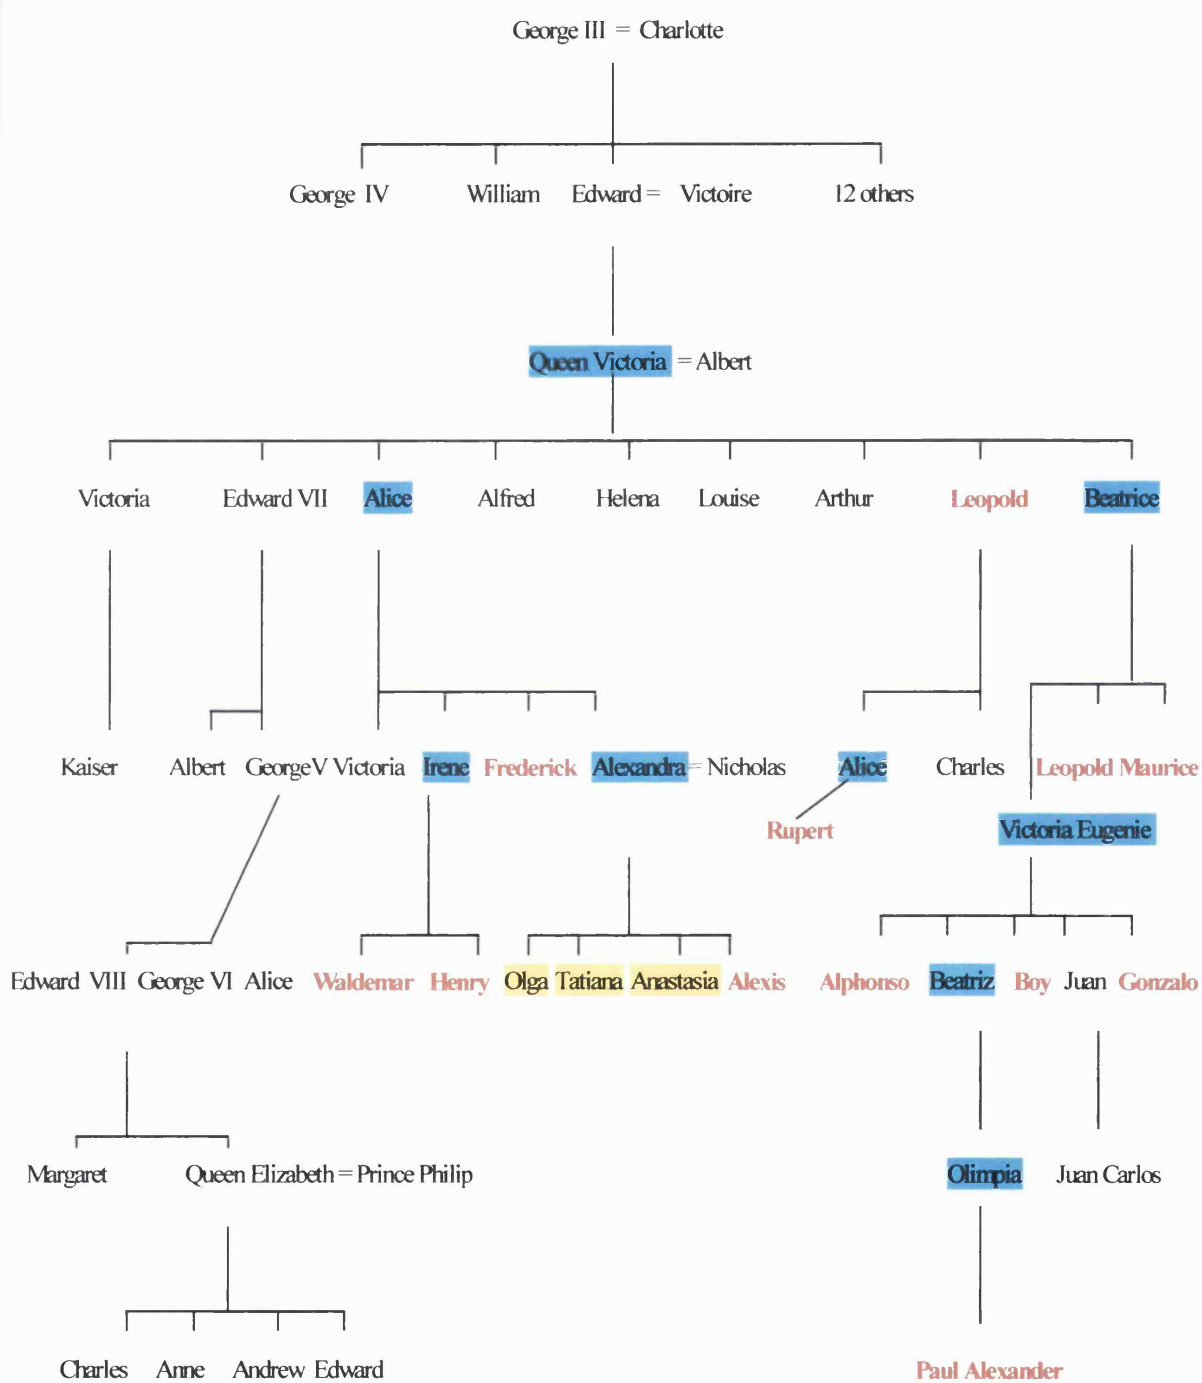 George III = Charlotte
George IV William Edward = Victoire 12 others
Queen Victoria = Albert
Victoria Edward VII Alice Alfred Helena Louise Arthur Leopold Beatrice
Kaiser Albert George V Victoria Irene Frederick Alexandra = Nicholas Alice Charles Leopold Maurice
Rupert Victoria Eugenie
Edward VIII George VI Alice Waldemar Henry Olga Tatiana Anastasia Alexis Alphonso Beatriz Boy Juan Gonzalo
Margaret Queen Elizabeth = Prince Philip Olimpia Juan Carlos
Charles Anne Andrew Edward Paul Alexander